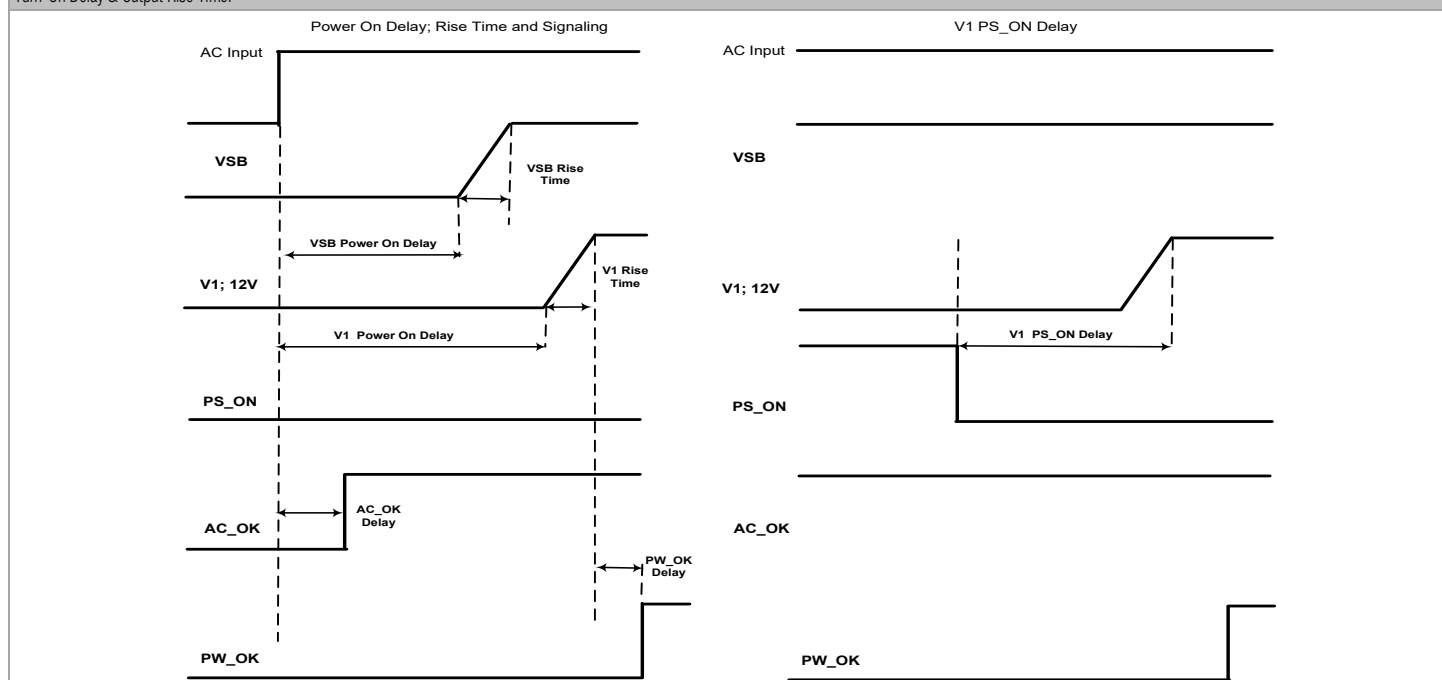 Turn-on Delay & Output Rise Time:
Power On Delay; Rise Time and Signaling
AC Input
VSB
VSB Rise
Time
VSB Power On Delay
V1; 12V
V1 Rise
Time
V1 Power On Delay
PS_ON
AC_OK
AC_OK
Delay
PW_OK
Delay
PW_OK
V1 PS_ON Delay
AC Input
VSB
V1; 12V
V1 PS_ON Delay
PS_ON
AC_OK
PW_OK